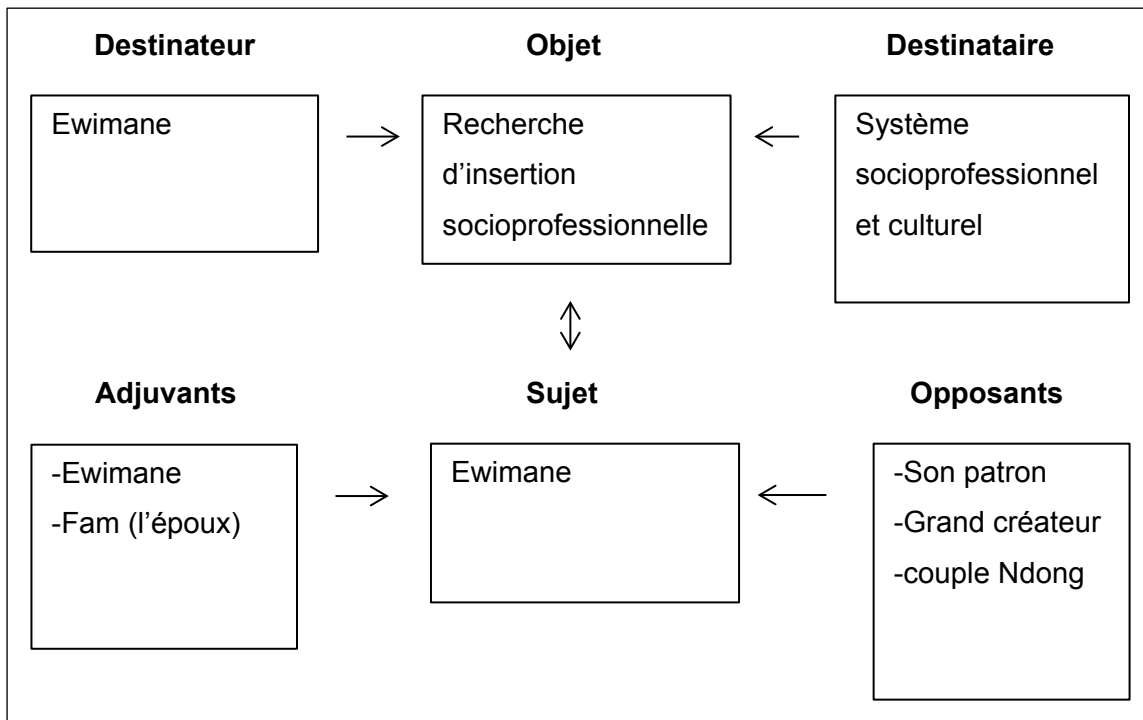 Destinateur
Objet
Destinataire
Ewimane
Recherche
d’insertion
socioprofessionnelle
Système
socioprofessionnel
et culturel
Adjuvants
Sujet
Opposants
-Ewimane
-Fam (l’époux)
Ewimane
-Son patron
-Grand créateur
-couple Ndong